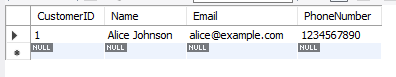 CustomerID Name Email PhoneNumber
1 Alice Johnson alice@example.com 1234567890
NULL NULL NULL NULL